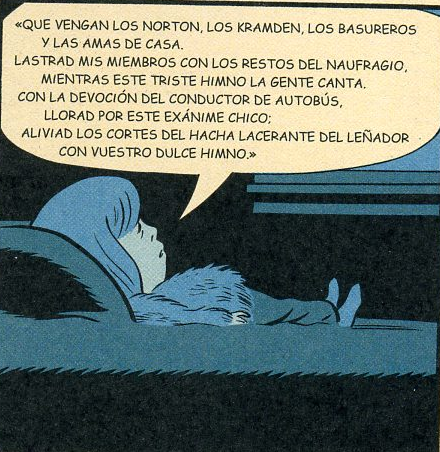 «QUE VENGAN LOS NORTON, LOS KRAMDEN, LOS BASUREROS
Y LAS AMAS DE CASA.
LASTRAD MIS MIEMBROS CON LOS RESTOS DEL NAUFRAGIO,
MIENTRAS ESTE TRISTE HIMNO LA GENTE CANTA.
CON LA DEVOCIÓN DEL CONDUCTOR DE AUTOBÚS,
LLORAD POR ESTE EXÁNIME CHICO;
ALIVIAD LOS CORTES DEL HACHA LACERANTE DEL LEÑADOR
CON VUESTRO DULCE HIMNO.»